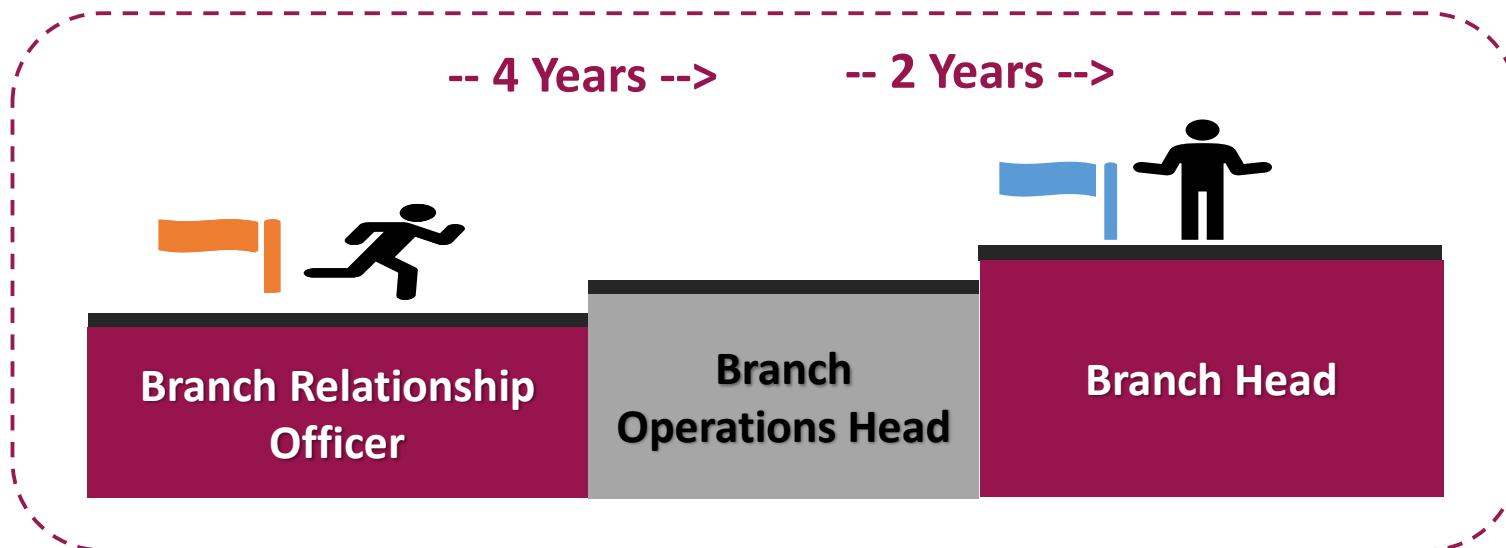 -- 4 Years -->
-- 2 Years -->
Branch Relationship
Officer
Branch
Operations Head
Branch Head